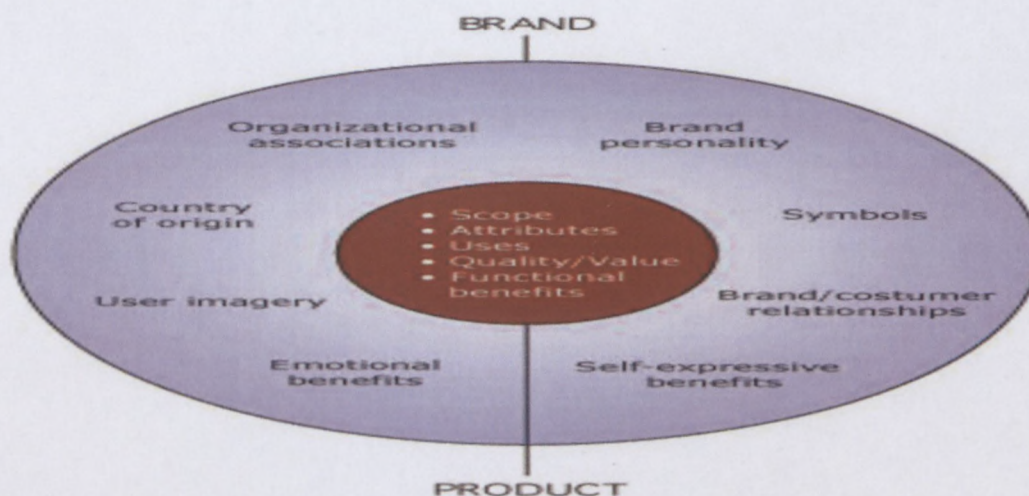 BRAND
Organizational
associations
Brand
personality
Country
of origin
• Scope
• Attributes
• Uses
• Quality/Value
• Functional
benefits
Symbols
User imagery
Brand/costumer
relationships
Emotional
benefits
Self-expressive
benefits
PRODUCT